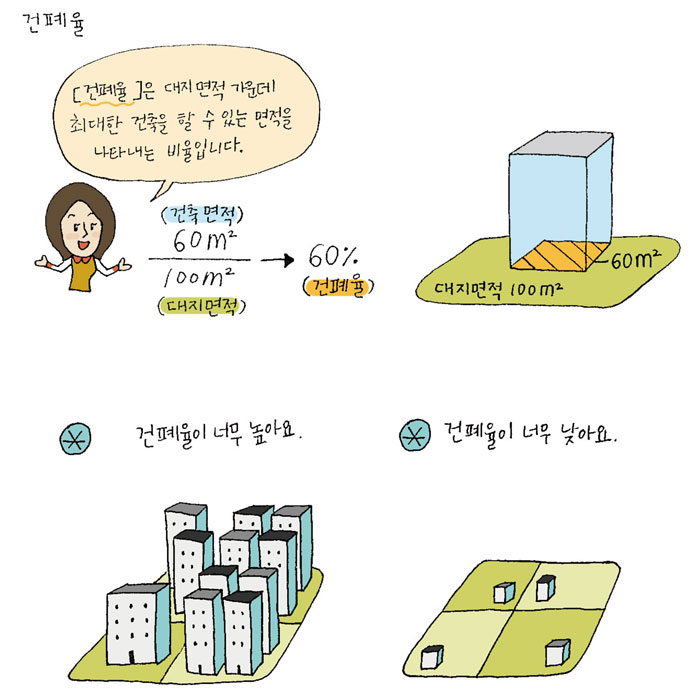 건폐율
[건폐율]은 대지면적 가운데
최대한 건축을 할 수 있는 면적을
나타내는 비율입니다.
(건축면적)
60m²
100m²
(대지면적)
→ 60%
(건폐율)
60m²
대지면적 100m²
건폐율이 너무 높아요.
건폐율이 너무 낮아요.